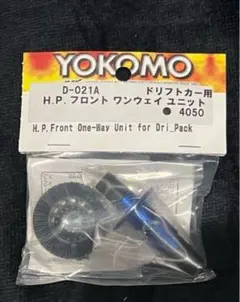 YOKOMO
D-021A ドリフトカー用
H.P.フロント ワンウェイ ユニット
● 4050
H.P.Front One-Way Unit for Dri_Pack